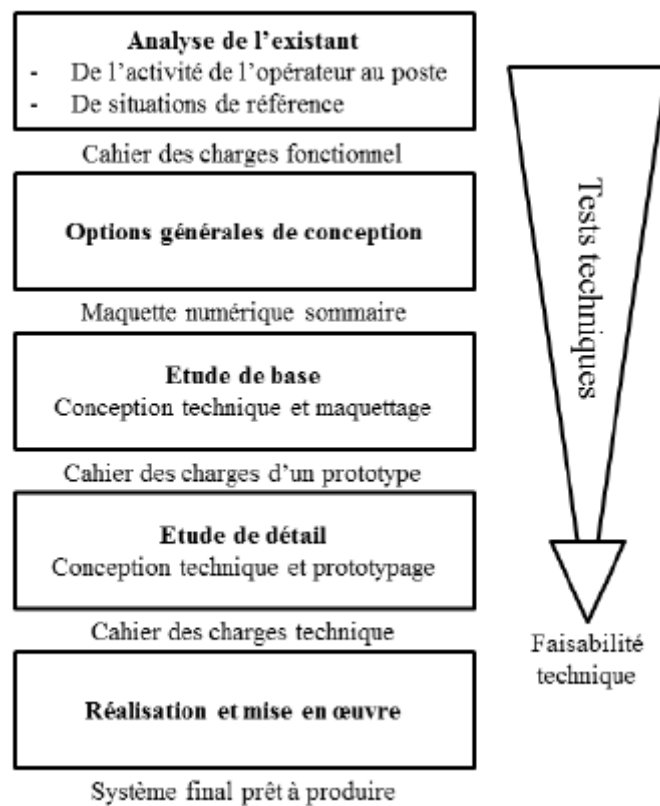 Analyse de l'existant
- De l'activité de l'opérateur au poste
- De situations de référence
Cahier des charges fonctionnel
Options générales de conception
Maquette numérique sommaire
Etude de base
Conception technique et maquettage
Cahier des charges d'un prototype
Etude de détail
Conception technique et prototypage
Cahier des charges technique
Réalisation et mise en œuvre
Système final prêt à produire
Tests techniques
Faisabilité
technique